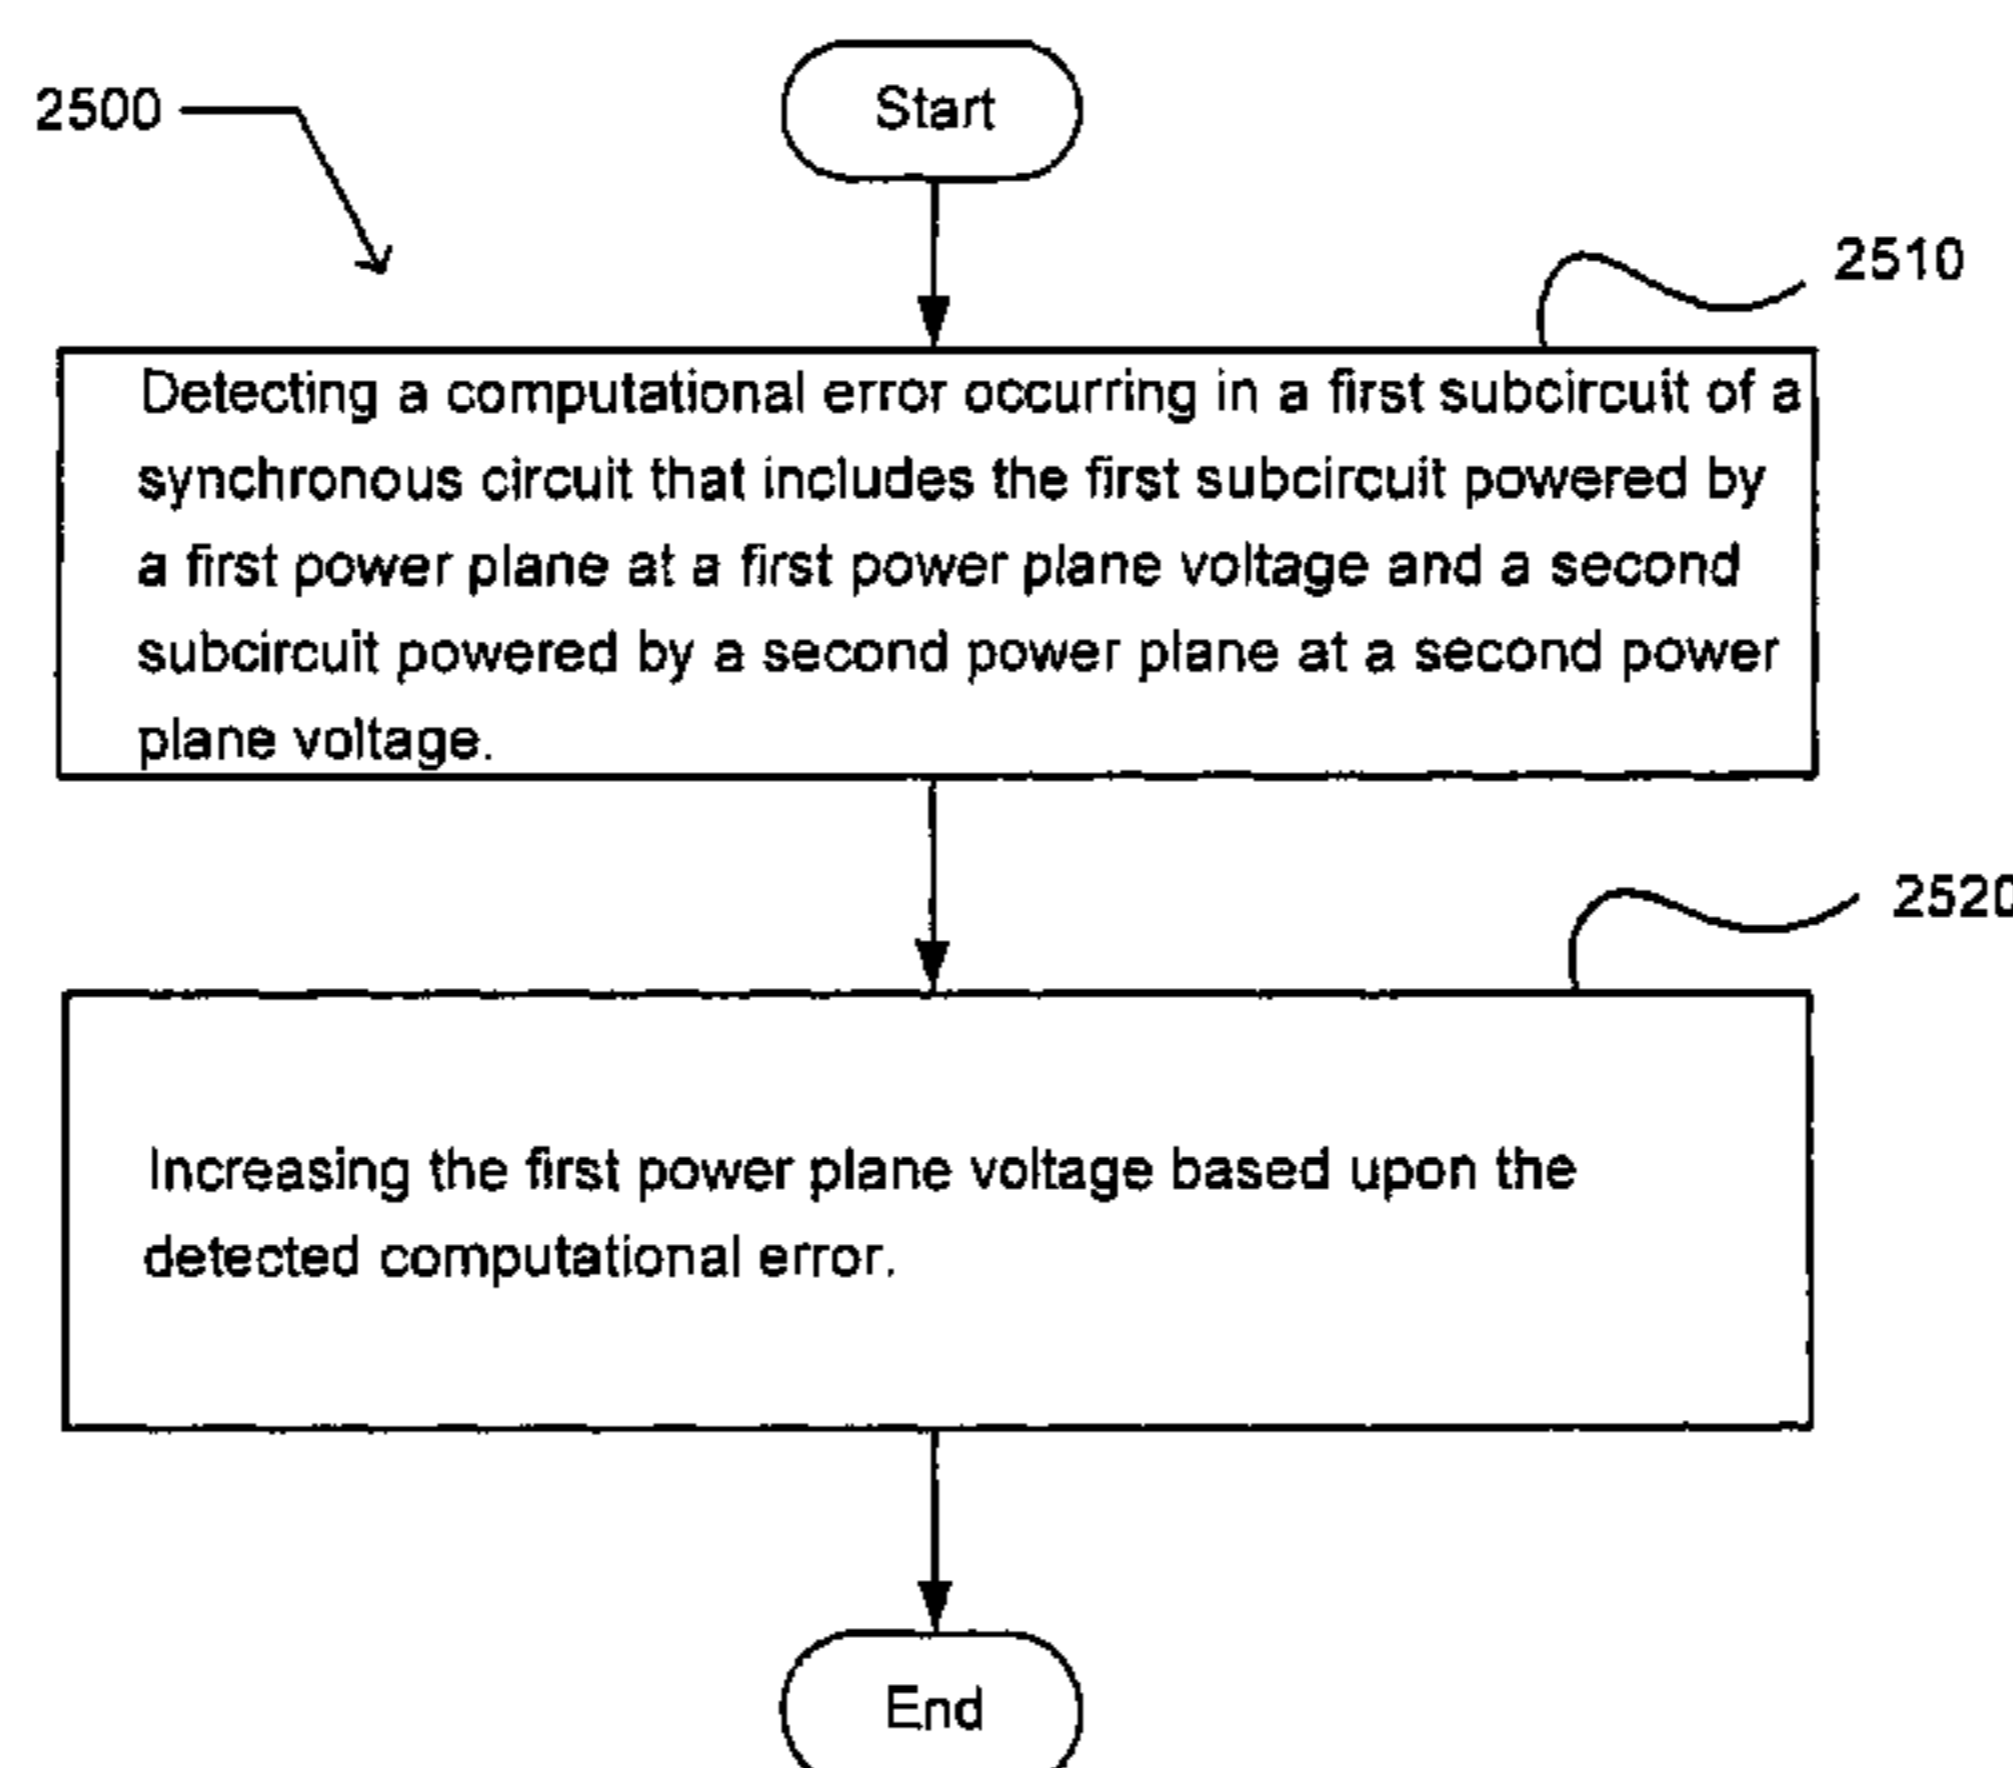 Start
2500
2510
Detecting a computational error occurring in a first subcircuit of a
synchronous circuit that includes the first subcircuit powered by
a first power plane at a first power plane voltage and a second
subcircuit powered by a second power plane at a second power
plane voltage.
2520
Increasing the first power plane voltage based upon the
detected computational error.
End